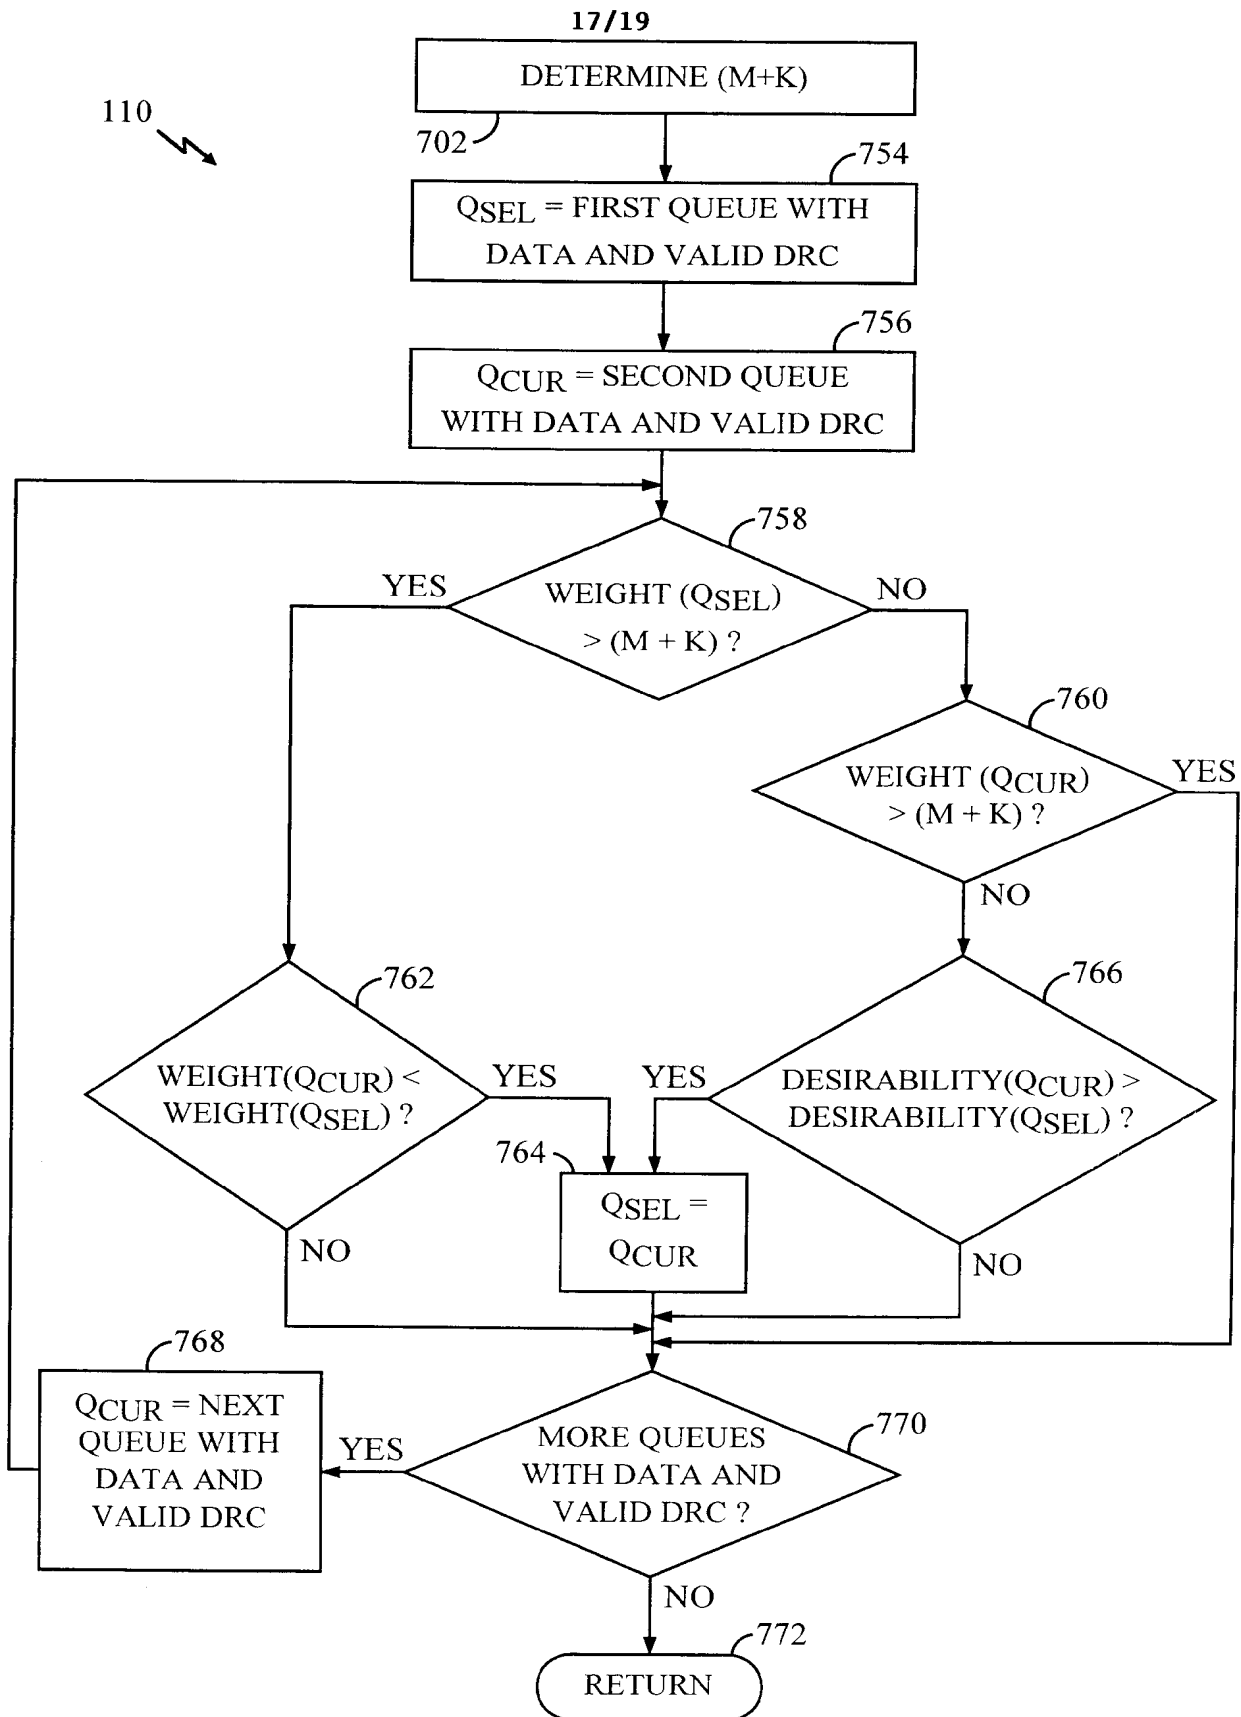 17/19
DETERMINE (M+K)
110
702
754
QSEL = FIRST QUEUE WITH
DATA AND VALID DRC
756
QCUR = SECOND QUEUE
WITH DATA AND VALID DRC
758
YES
WEIGHT (QSEL)
> (M + K) ?
NO
760
WEIGHT (QCUR)
> (M + K) ?
YES
NO
762
WEIGHT(QCUR) <
WEIGHT(QSEL) ?
YES
NO
766
YES
DESIRABILITY(QCUR) >
DESIRABILITY(QSEL) ?
NO
764
QSEL =
QCUR
768
QCUR = NEXT
QUEUE WITH
DATA AND
VALID DRC
YES
770
MORE QUEUES
WITH DATA AND
VALID DRC ?
NO
772
RETURN